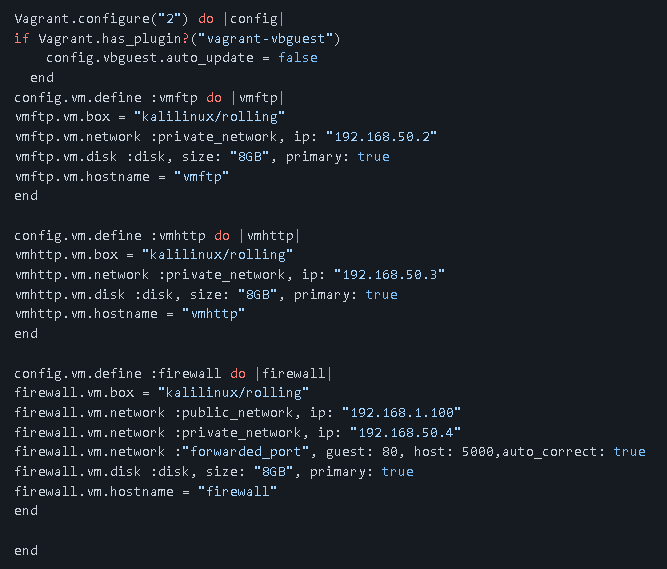 Vagrant.configure("2") do |config|
if Vagrant.has_plugin?("vagrant-vbguest")
    config.vbguest.auto_update = false
  end
config.vm.define :vmftp do |vmftp|
vmftp.vm.box = "kalilinux/rolling"
vmftp.vm.network :private_network, ip: "192.168.50.2"
vmftp.vm.disk :disk, size: "8GB", primary: true
vmftp.vm.hostname = "vmftp"
end

config.vm.define :vmhttp do |vmhttp|
vmhttp.vm.box = "kalilinux/rolling"
vmhttp.vm.network :private_network, ip: "192.168.50.3"
vmhttp.vm.disk :disk, size: "8GB", primary: true
vmhttp.vm.hostname = "vmhttp"
end

config.vm.define :firewall do |firewall|
firewall.vm.box = "kalilinux/rolling"
firewall.vm.network :public_network, ip: "192.168.1.100"
firewall.vm.network :private_network, ip: "192.168.50.4"
firewall.vm.network :"forwarded_port", guest: 80, host: 5000,auto_correct: true
firewall.vm.disk :disk, size: "8GB", primary: true
firewall.vm.hostname = "firewall"
end

end